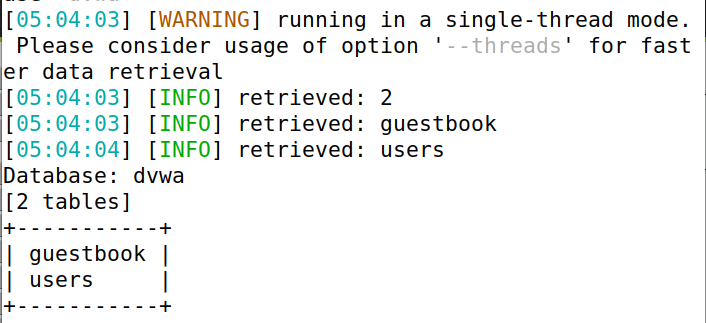 [05:04:03] [WARNING] running in a single-thread mode.
Please consider usage of option '--threads' for fast
er data retrieval
[05:04:03] [INFO] retrieved: 2
[05:04:03] [INFO] retrieved: guestbook
[05:04:04] [INFO] retrieved: users
Database: dvwa
[2 tables]
+-----------+
| guestbook |
| users     |
+-----------+